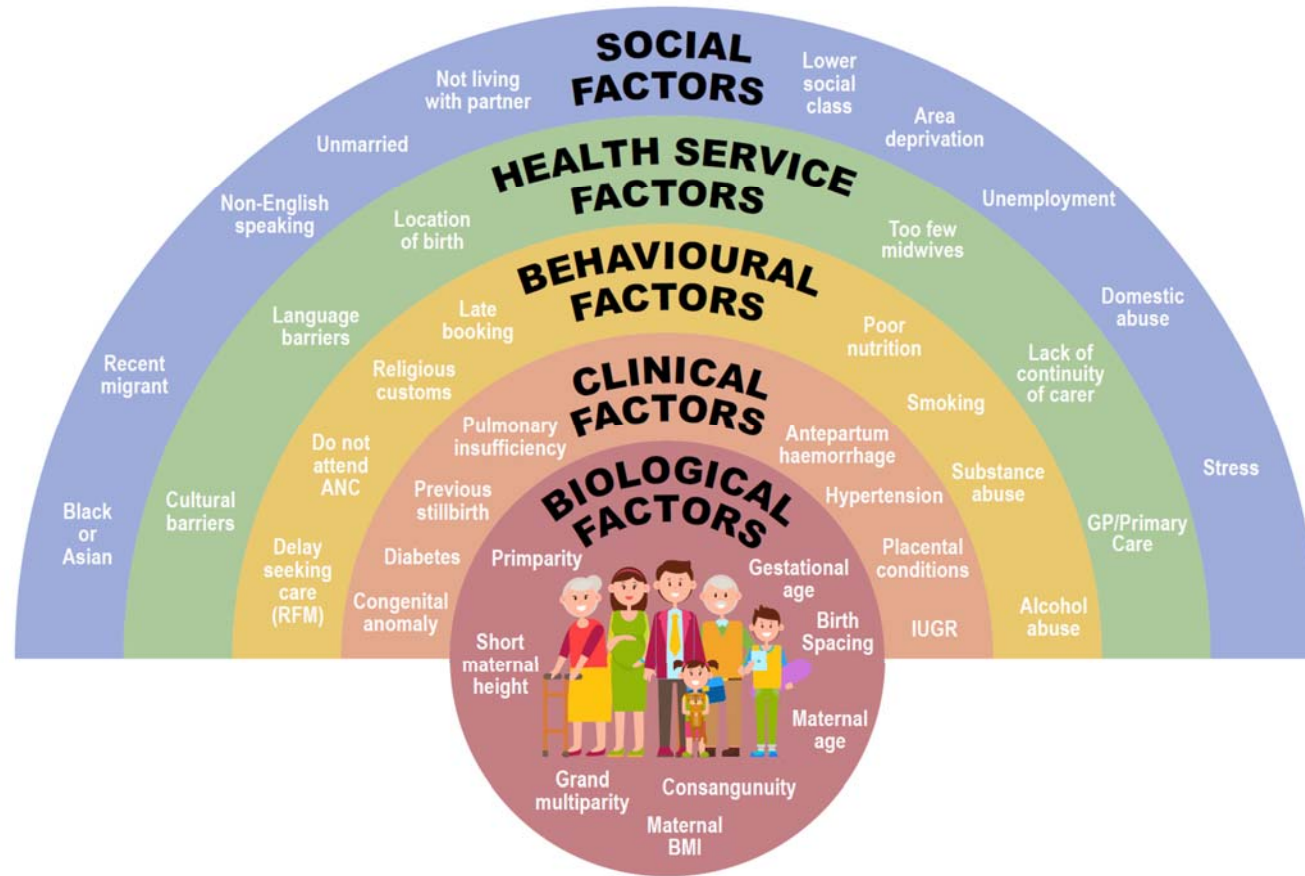 SOCIAL
FACTORS
Not living
with partner
Unmarried
Non-English
speaking
Recent
migrant
Black
or
Asian
Lower
social
class
Area
deprivation
Unemployment
Domestic
abuse
Stress
HEALTH SERVICE
FACTORS
Location
of birth
Language
barriers
Cultural
barriers
Too few
midwives
Lack of
continuity
of carer
GP/Primary
Care
BEHAVIOURAL
FACTORS
Late
booking
Religious
customs
Do not
attend
ANC
Delay
seeking
care
(RFM)
Poor
nutrition
Smoking
Substance
abuse
Alcohol
abuse
CLINICAL
FACTORS
Pulmonary
insufficiency
Previous
stillbirth
Diabetes
Congenital
anomaly
Antepartum
haemorrhage
Hypertension
Placental
conditions
IUGR
BIOLOGICAL
FACTORS
Primparity
Short
maternal
height
Grand
multiparity
Maternal
BMI
Consangunuity
Maternal
age
Birth
Spacing
Gestational
age